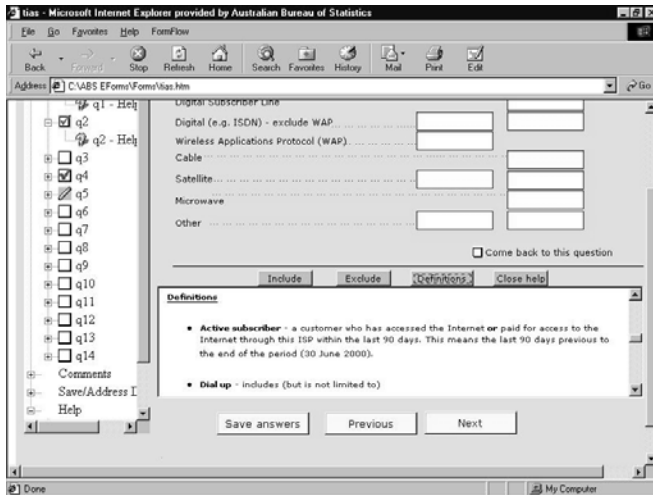 tias - Microsoft Internet Explorer provided by Australian Bureau of Statistics
File Go Favorites Help FormFlow
Back Forward Stop Refresh Home Search Favorites History Mail Print Edit
Address C:\ABS EForms\Forms\tias.htm Go
q1 - Help
Digital Subscriber Line
q2
Digital (e.g. ISDN) - exclude WAP
q2 - Help
Wireless Applications Protocol (WAP)
q3
Cable
q4
Satellite
q5
Microwave
q6
Other
q7
q8
Come back to this question
q9
q10
Include Exclude Definitions Close help
q11
Definitions
q12
q13
q14
• Active subscriber - a customer who has accessed the Internet or paid for access to the
Internet through this ISP within the last 90 days. This means the last 90 days previous to
the end of the period (30 June 2000).
Comments
Save/Address D
• Dial up - includes (but is not limited to)
Help
Save answers Previous Next
Done My Computer